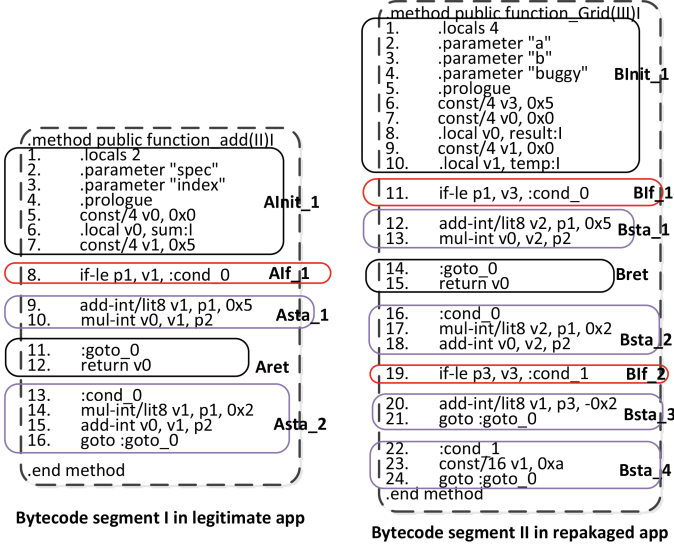 .method public function_add(II)I
1. .locals 2
2. .parameter "spec"
3. .parameter "index"
4. .prologue
5. const/4 v0, 0x0
6. .local v0, sum:I
7. const/4 v1, 0x5
AInit_1
8. if-le p1, v1, :cond_0
AIf_1
9. add-int/lit8 v1, p1, 0x5
10. mul-int v0, v1, p2
Asta_1
11. :goto_0
12. return v0
Aret
13. :cond_0
14. mul-int/lit8 v1, p1, 0x2
15. add-int v0, v1, p2
16. goto :goto_0
Asta_2
.end method
Bytecode segment I in legitimate app
.method public function_Grid(III)I
1. .locals 4
2. .parameter "a"
3. .parameter "b"
4. .parameter "buggy"
5. .prologue
6. const/4 v3, 0x5
7. const/4 v0, 0x0
8. .local v0, result:I
9. const/4 v1, 0x0
10. .local v1, temp:I
BInit_1
11. if-le p1, v3, :cond_0
BIf_1
12. add-int/lit8 v2, p1, 0x5
13. mul-int v0, v2, p2
Bsta_1
14. :goto_0
15. return v0
Bret
16. :cond_0
17. mul-int/lit8 v2, p1, 0x2
18. add-int v0, v2, p2
Bsta_2
19. if-le p3, v3, :cond_1
BIf_2
20. add-int/lit8 v1, p3, -0x2
21. goto :goto_0
Bsta_3
22. :cond_1
23. const/16 v1, 0xa
24. goto :goto_0
Bsta_4
.end method
Bytecode segment II in repakaged app